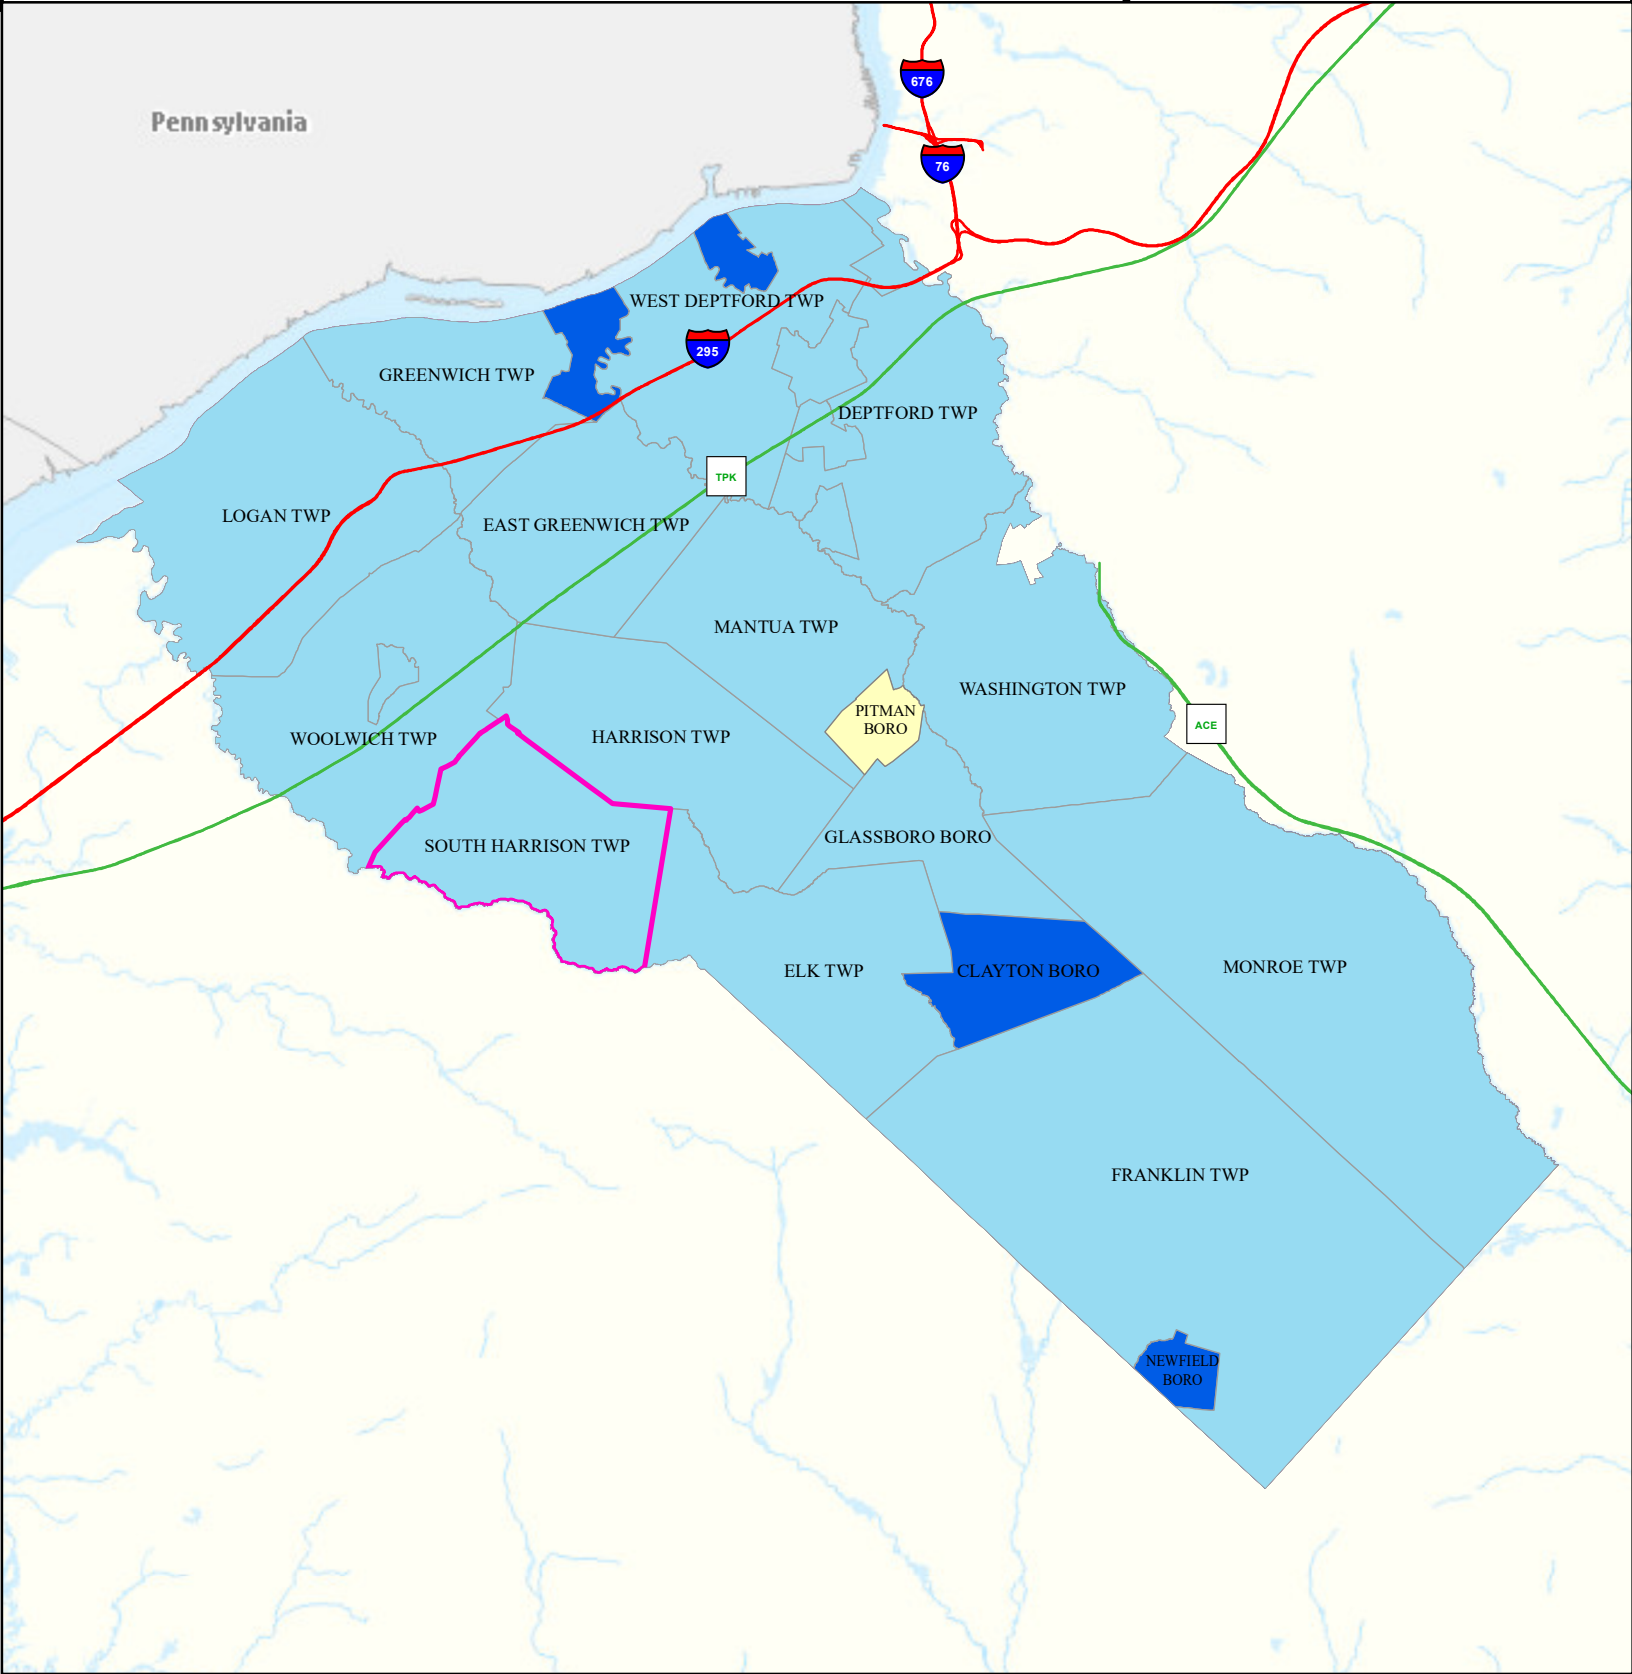 676
Pennsylvania
76
WEST DEPTFORD TWP
295
GREENWICH TWP
DEPTFORD TWP
TPK
LOGAN TWP
EAST GREENWICH TWP
MANTUA TWP
WASHINGTON TWP
PITMAN
BORO
ACE
WOOLWICH TWP
HARRISON TWP
GLASSBORO BORO
SOUTH HARRISON TWP
ELK TWP
CLAYTON BORO
MONROE TWP
FRANKLIN TWP
NEWFIELD
BORO